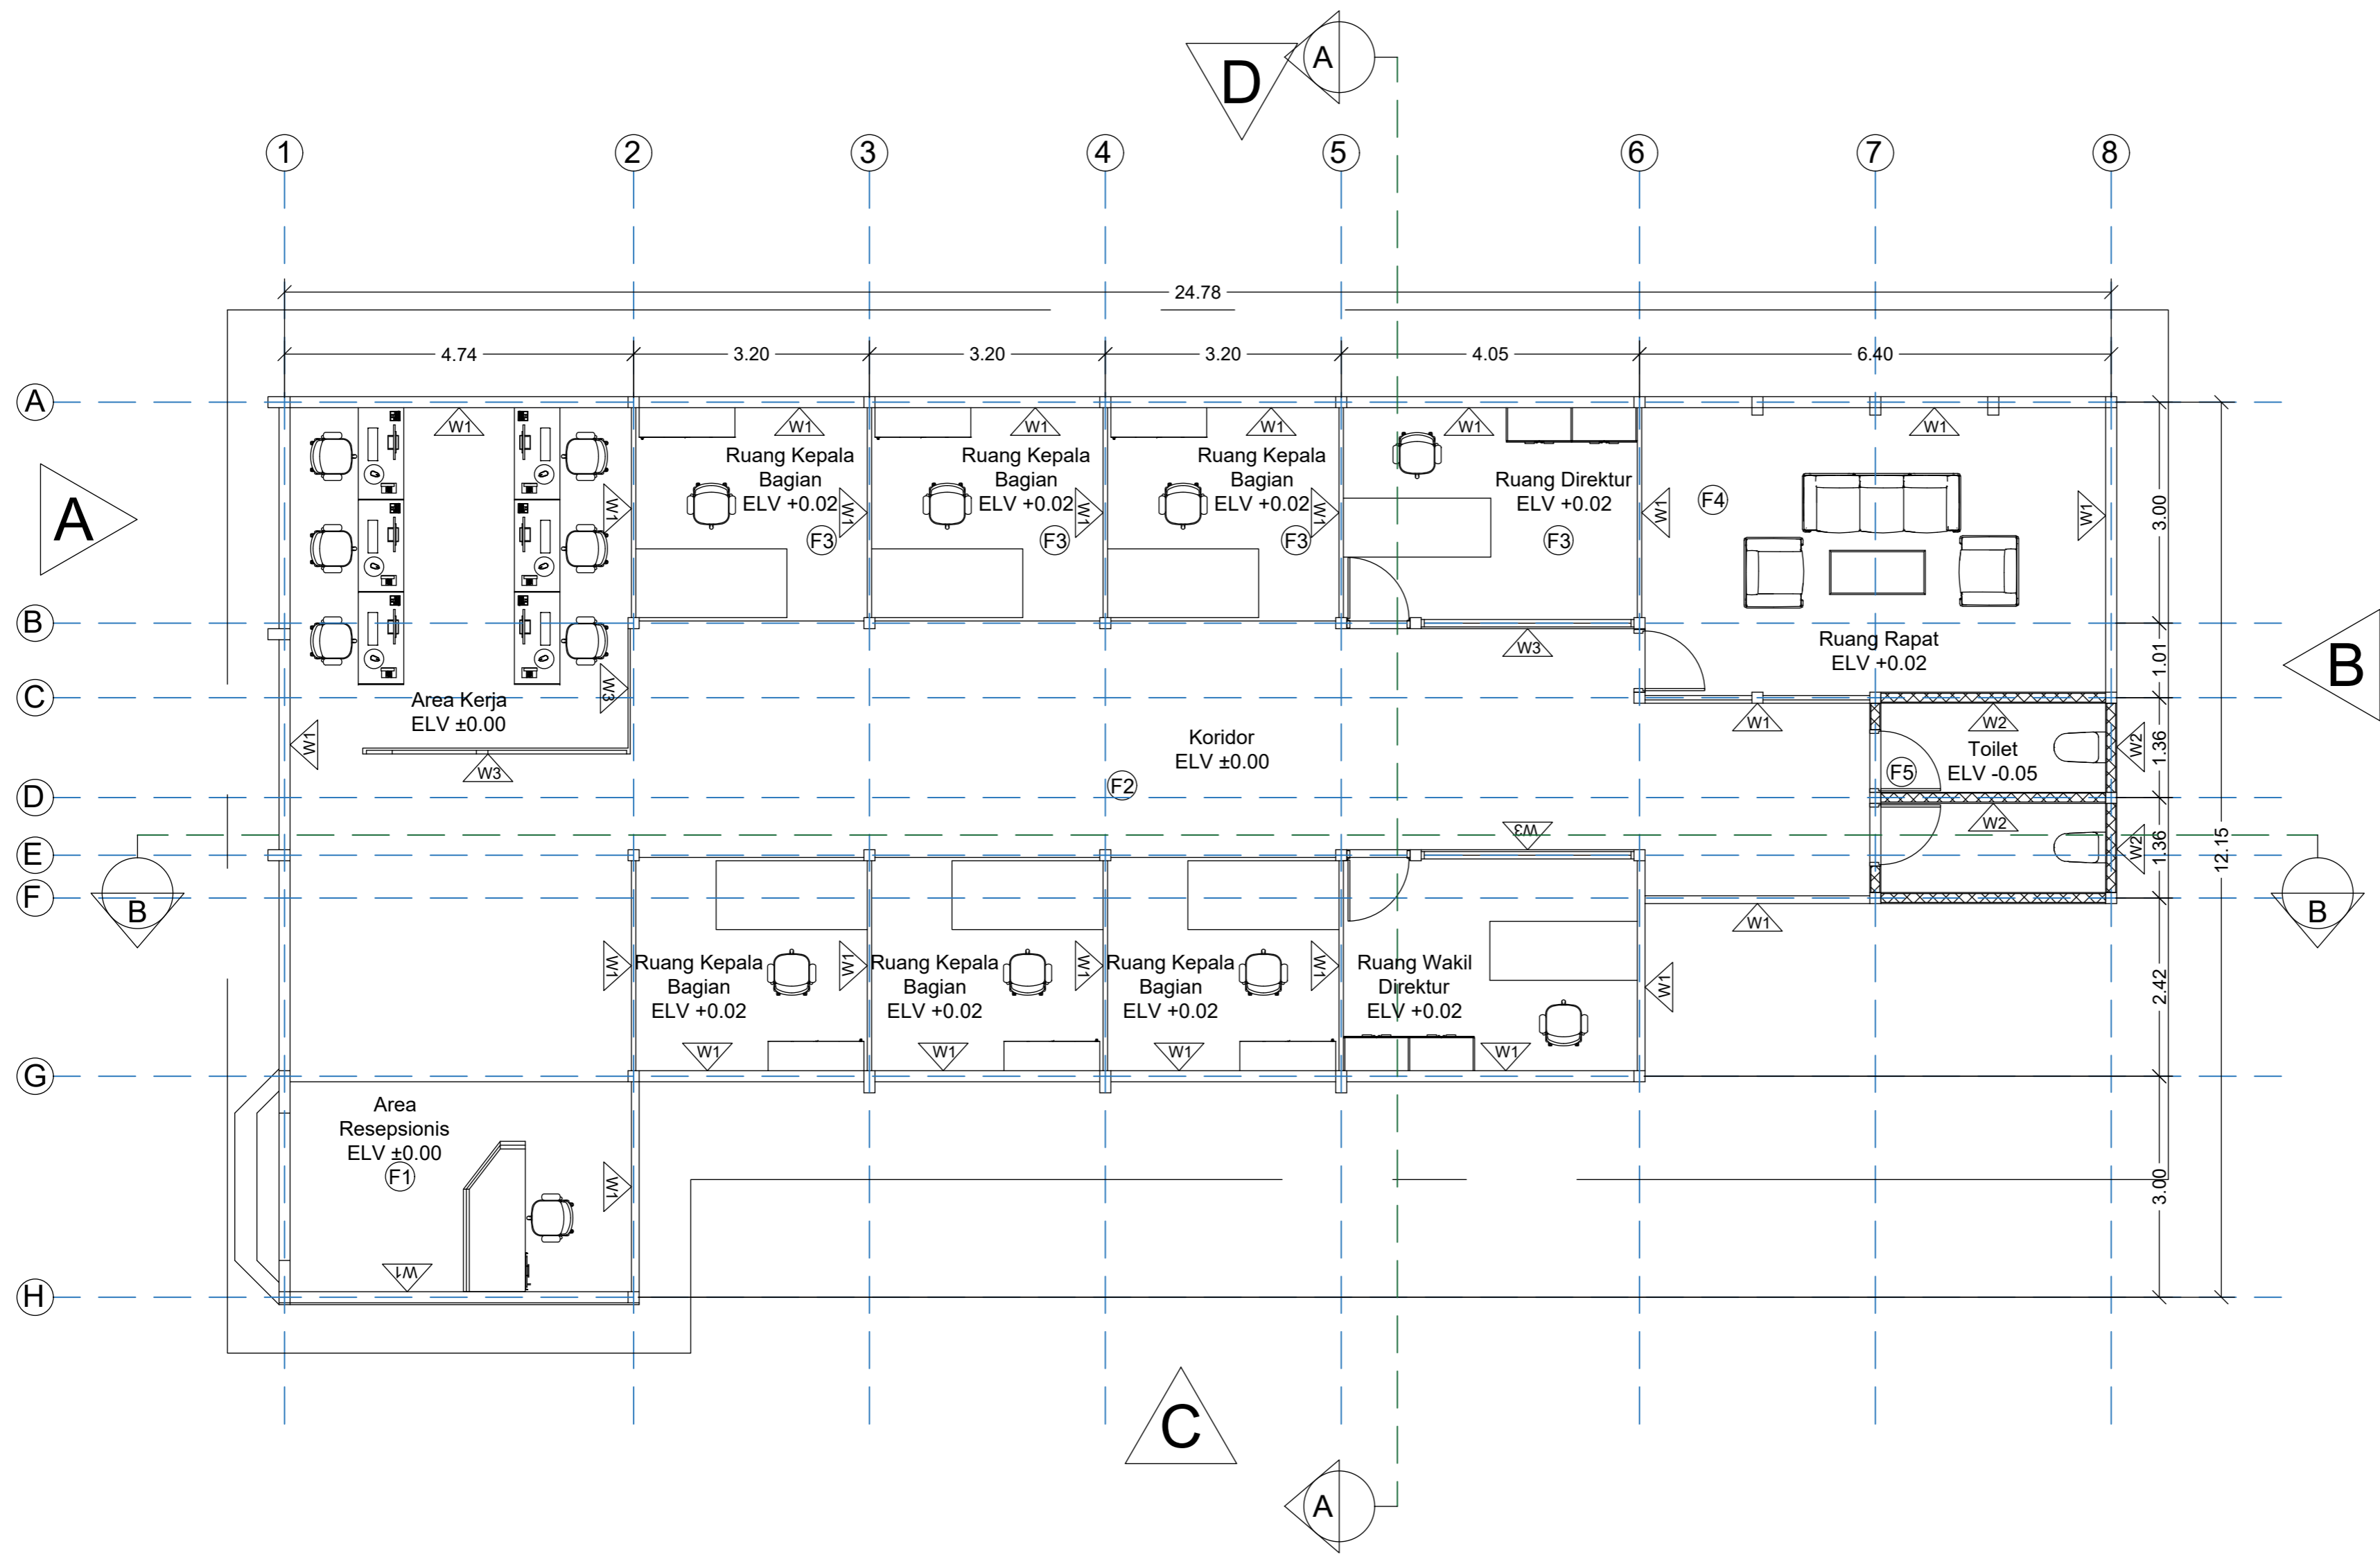 D
A
1
2
3
4
5
6
7
8
24.78
4.74
3.20
3.20
3.20
4.05
6.40
A
W1
W1
W1
W1
W1
W1
Ruang Kepala
Bagian
ELV +0.02
Ruang Kepala
Bagian
ELV +0.02
Ruang Kepala
Bagian
ELV +0.02
Ruang Direktur
ELV +0.02
A
W1
W1
W1
W1
W1
F4
W1
3.00
F3
F3
F3
F3
B
W3
Ruang Rapat
ELV +0.02
1.01
B
C
W3
Area Kerja
ELV ±0.00
W1
W3
Koridor
ELV ±0.00
F2
W1
W2
Toilet
ELV -0.05
F5
W2
1.36
D
W3
W2
W2
1.36
12.15
E
F
B
W1
B
W1
Ruang Kepala
Bagian
ELV +0.02
W1
Ruang Kepala
Bagian
ELV +0.02
W1
Ruang Kepala
Bagian
ELV +0.02
W1
Ruang Wakil
Direktur
ELV +0.02
W1
2.42
W1
W1
W1
W1
G
Area
Resepsionis
ELV ±0.00
F1
W1
3.00
W1
H
C
A